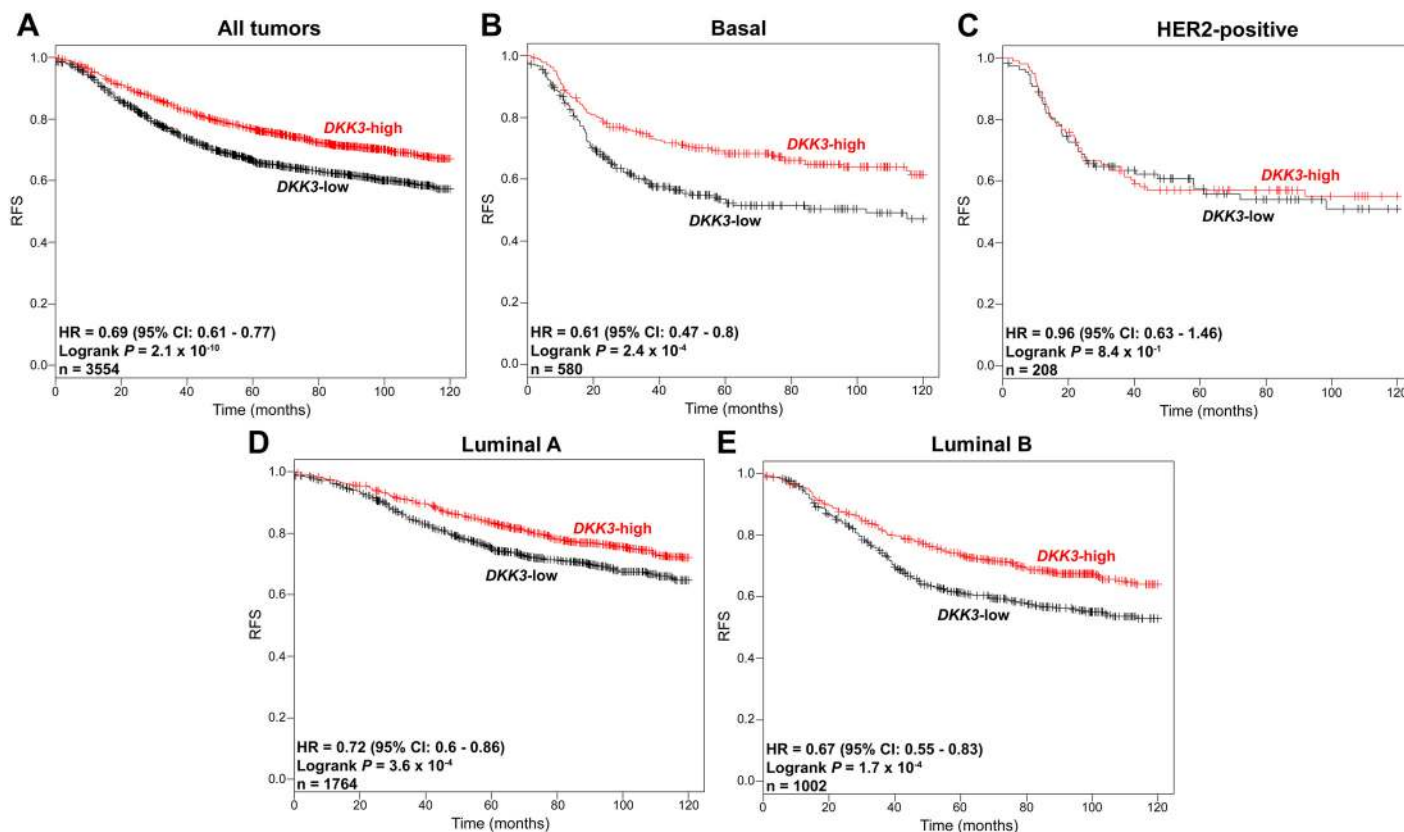 A
All tumors
1.0
0.8
0.6
0.4
0.2
0.0
RFS
DKK3-high
DKK3-low
HR = 0.69 (95% CI: 0.61 - 0.77)
Logrank P = 2.1 x 10⁻¹⁰
n = 3554
0 20 40 60 80 100 120
Time (months)
B
Basal
1.0
0.8
0.6
0.4
0.2
0.0
RFS
DKK3-high
DKK3-low
HR = 0.61 (95% CI: 0.47 - 0.8)
Logrank P = 2.4 x 10⁻⁴
n = 580
0 20 40 60 80 100 120
Time (months)
C
HER2-positive
1.0
0.8
0.6
0.4
0.2
0.0
RFS
DKK3-high
DKK3-low
HR = 0.96 (95% CI: 0.63 - 1.46)
Logrank P = 8.4 x 10⁻¹
n = 208
0 20 40 60 80 100 120
Time (months)
D
Luminal A
1.0
0.8
0.6
0.4
0.2
0.0
RFS
DKK3-high
DKK3-low
HR = 0.72 (95% CI: 0.6 - 0.86)
Logrank P = 3.6 x 10⁻⁴
n = 1764
0 20 40 60 80 100 120
Time (months)
E
Luminal B
1.0
0.8
0.6
0.4
0.2
0.0
RFS
DKK3-high
DKK3-low
HR = 0.67 (95% CI: 0.55 - 0.83)
Logrank P = 1.7 x 10⁻⁴
n = 1002
0 20 40 60 80 100 120
Time (months)